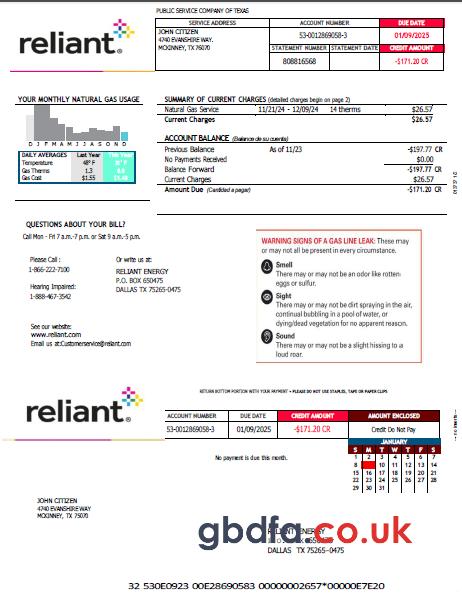 PUBLIC SERVICE COMPANY OF TEXAS
reliant®
SERVICE ADDRESS ACCOUNT NUMBER DUE DATE
JOHN CITIZEN
4740 EVANSHIRE WAY.
MCKINNEY, TX 75070
53-0012869058-3 01/09/2025
STATEMENT NUMBER STATEMENT DATE CREDIT AMOUNT
808816568 -$171.20 CR
YOUR MONTHLY NATURAL GAS USAGE
D J F M A M J J A S O N D
DAILY AVERAGES Last Year
Temperature 48° F
Gas Therms 1.3
Gas Cost $1.55
SUMMARY OF CURRENT CHARGES (detailed charges begin on page 2)
Natural Gas Service 11/21/24 - 12/09/24 14 therms $26.57
Current Charges $26.57
ACCOUNT BALANCE (Balance de su cuenta)
Previous Balance As of 11/23 -$197.77 CR
No Payments Received $0.00
Balance Forward -$197.77 CR
Current Charges $26.57
Amount Due (Cantidad a pagar) -$171.20 CR
QUESTIONS ABOUT YOUR BILL?
Call Mon - Fri 7 a.m.-7 p.m. or Sat 9 a.m.-5 p.m.
Please Call :
1-866-222-7100
Hearing Impaired:
1-888-467-3542
Or write us at:
RELIANT ENERGY
P.O. BOX 650475
DALLAS TX 75265-0475
See our website:
www.reliant.com
Email us at:Customerservice@reliant.com
WARNING SIGNS OF A GAS LINE LEAK: These may
or may not all be present in every circumstance.
Smell
There may or may not be an odor like rotten
eggs or sulfur.
Sight
There may or may not be dirt spraying in the air,
continual bubbling in a pool of water, or
dying/dead vegetation for no apparent reason.
Sound
There may or may not be a slight hissing to a
loud roar.
reliant®
RETURN BOTTOM PORTION WITH YOUR PAYMENT • PLEASE DO NOT USE STAPLES, TAPE OR PAPER CLIPS
ACCOUNT NUMBER DUE DATE CREDIT AMOUNT AMOUNT ENCLOSED
53-0012869058-3 01/09/2025 -$171.20 CR Credit Do Not Pay
No payment is due this month.
JANUARY
S M T W T F S
1 2 3 4 5 6 7
8 10 11 12 13 14
15 16 17 18 19 20 21
22 23 24 25 26 27 28
29 30 31
JOHN CITIZEN
4740 EVANSHIRE WAY
MCKINNEY, TX 75070
gbdfa.co.uk
RELIANT ENERGY
DALLAS TX 75265-0475
32 530E0923 00E28690583 00000002657*00000E7E20